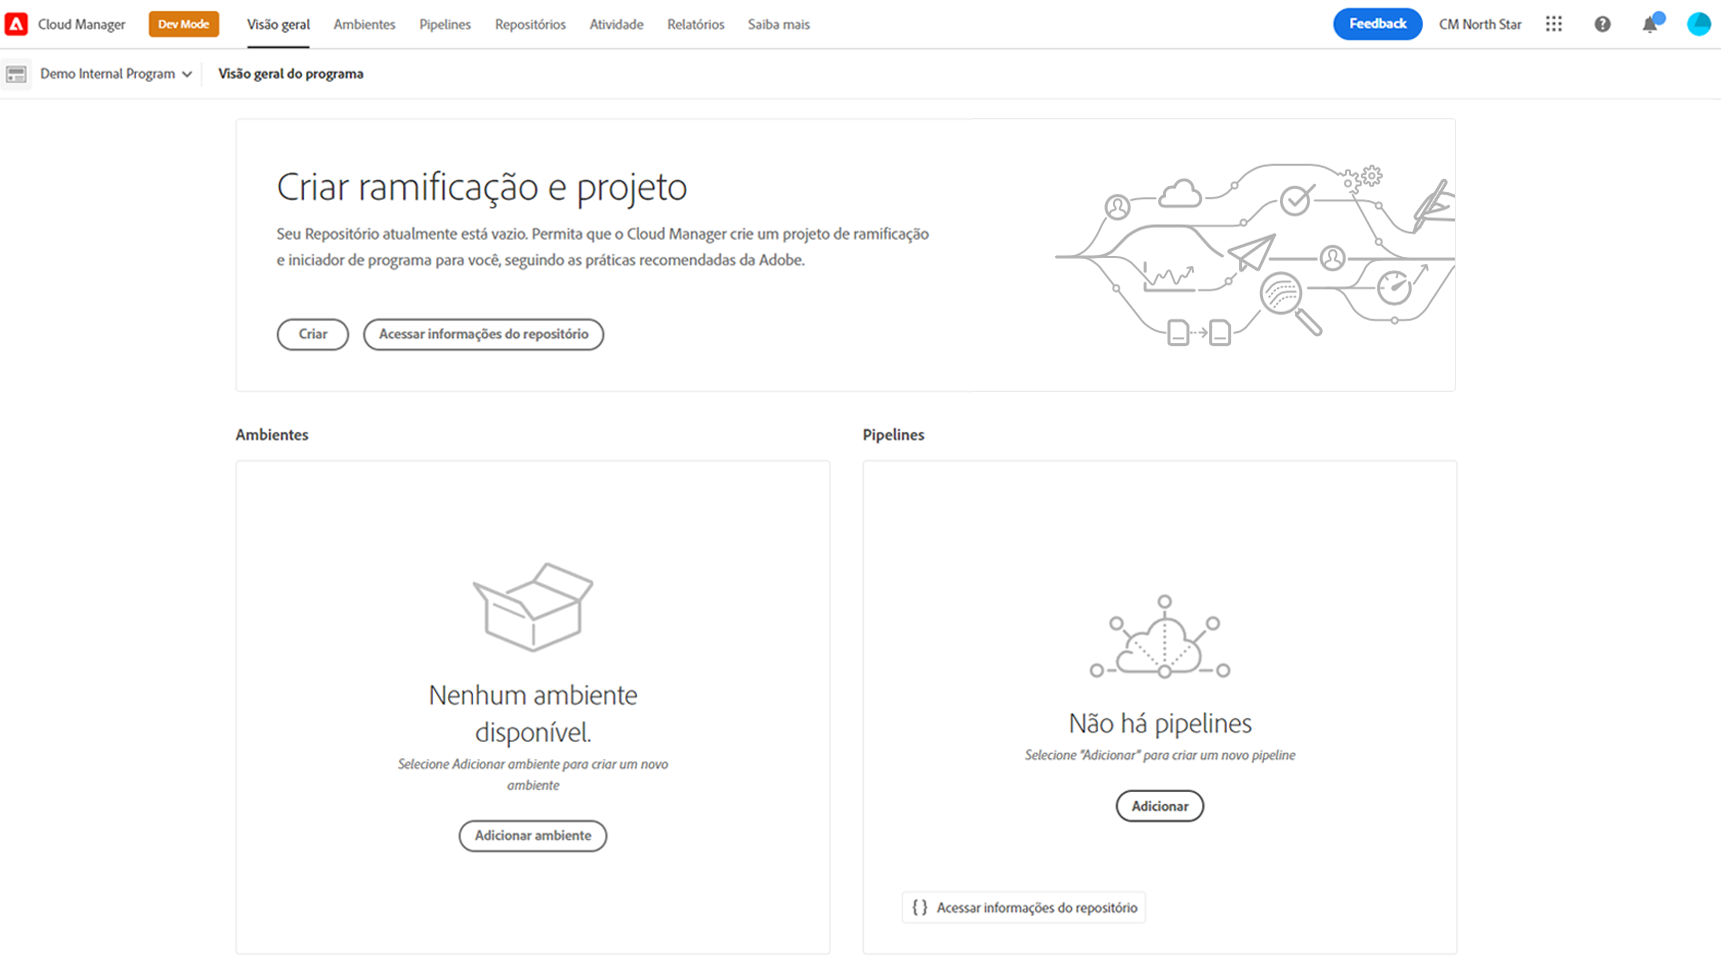 Cloud Manager
Dev Mode
Visão geral
Ambientes
Pipelines
Repositórios
Atividade
Relatórios
Saiba mais
Feedback
CM North Star
Demo Internal Program
Visão geral do programa
Criar ramificação e projeto
Seu Repositório atualmente está vazio. Permita que o Cloud Manager crie um projeto de ramificação
e iniciador de programa para você, seguindo as práticas recomendadas da Adobe.
Criar
Acessar informações do repositório
Ambientes
Nenhum ambiente
disponível.
Selecione Adicionar ambiente para criar um novo
ambiente
Adicionar ambiente
Pipelines
Não há pipelines
Selecione "Adicionar" para criar um novo pipeline
Adicionar
Acessar informações do repositório